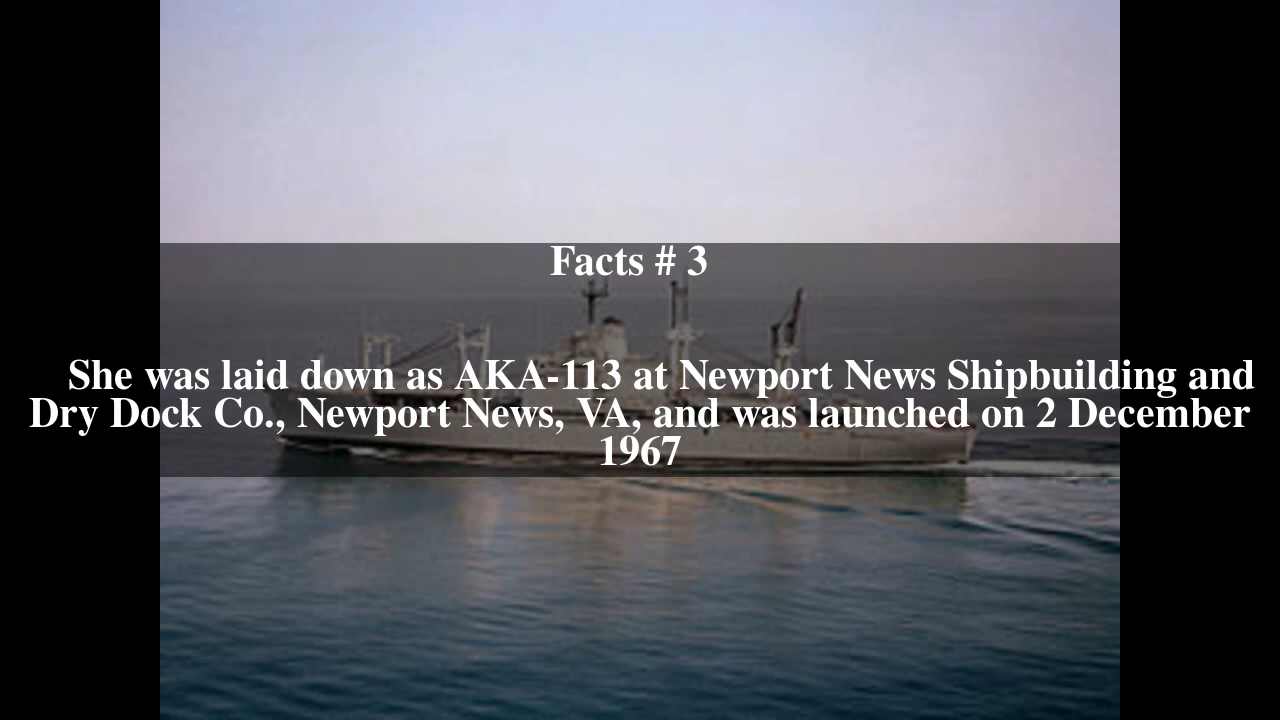 Facts # 3
She was laid down as AKA-113 at Newport News Shipbuilding and
Dry Dock Co., Newport News, VA, and was launched on 2 December
1967